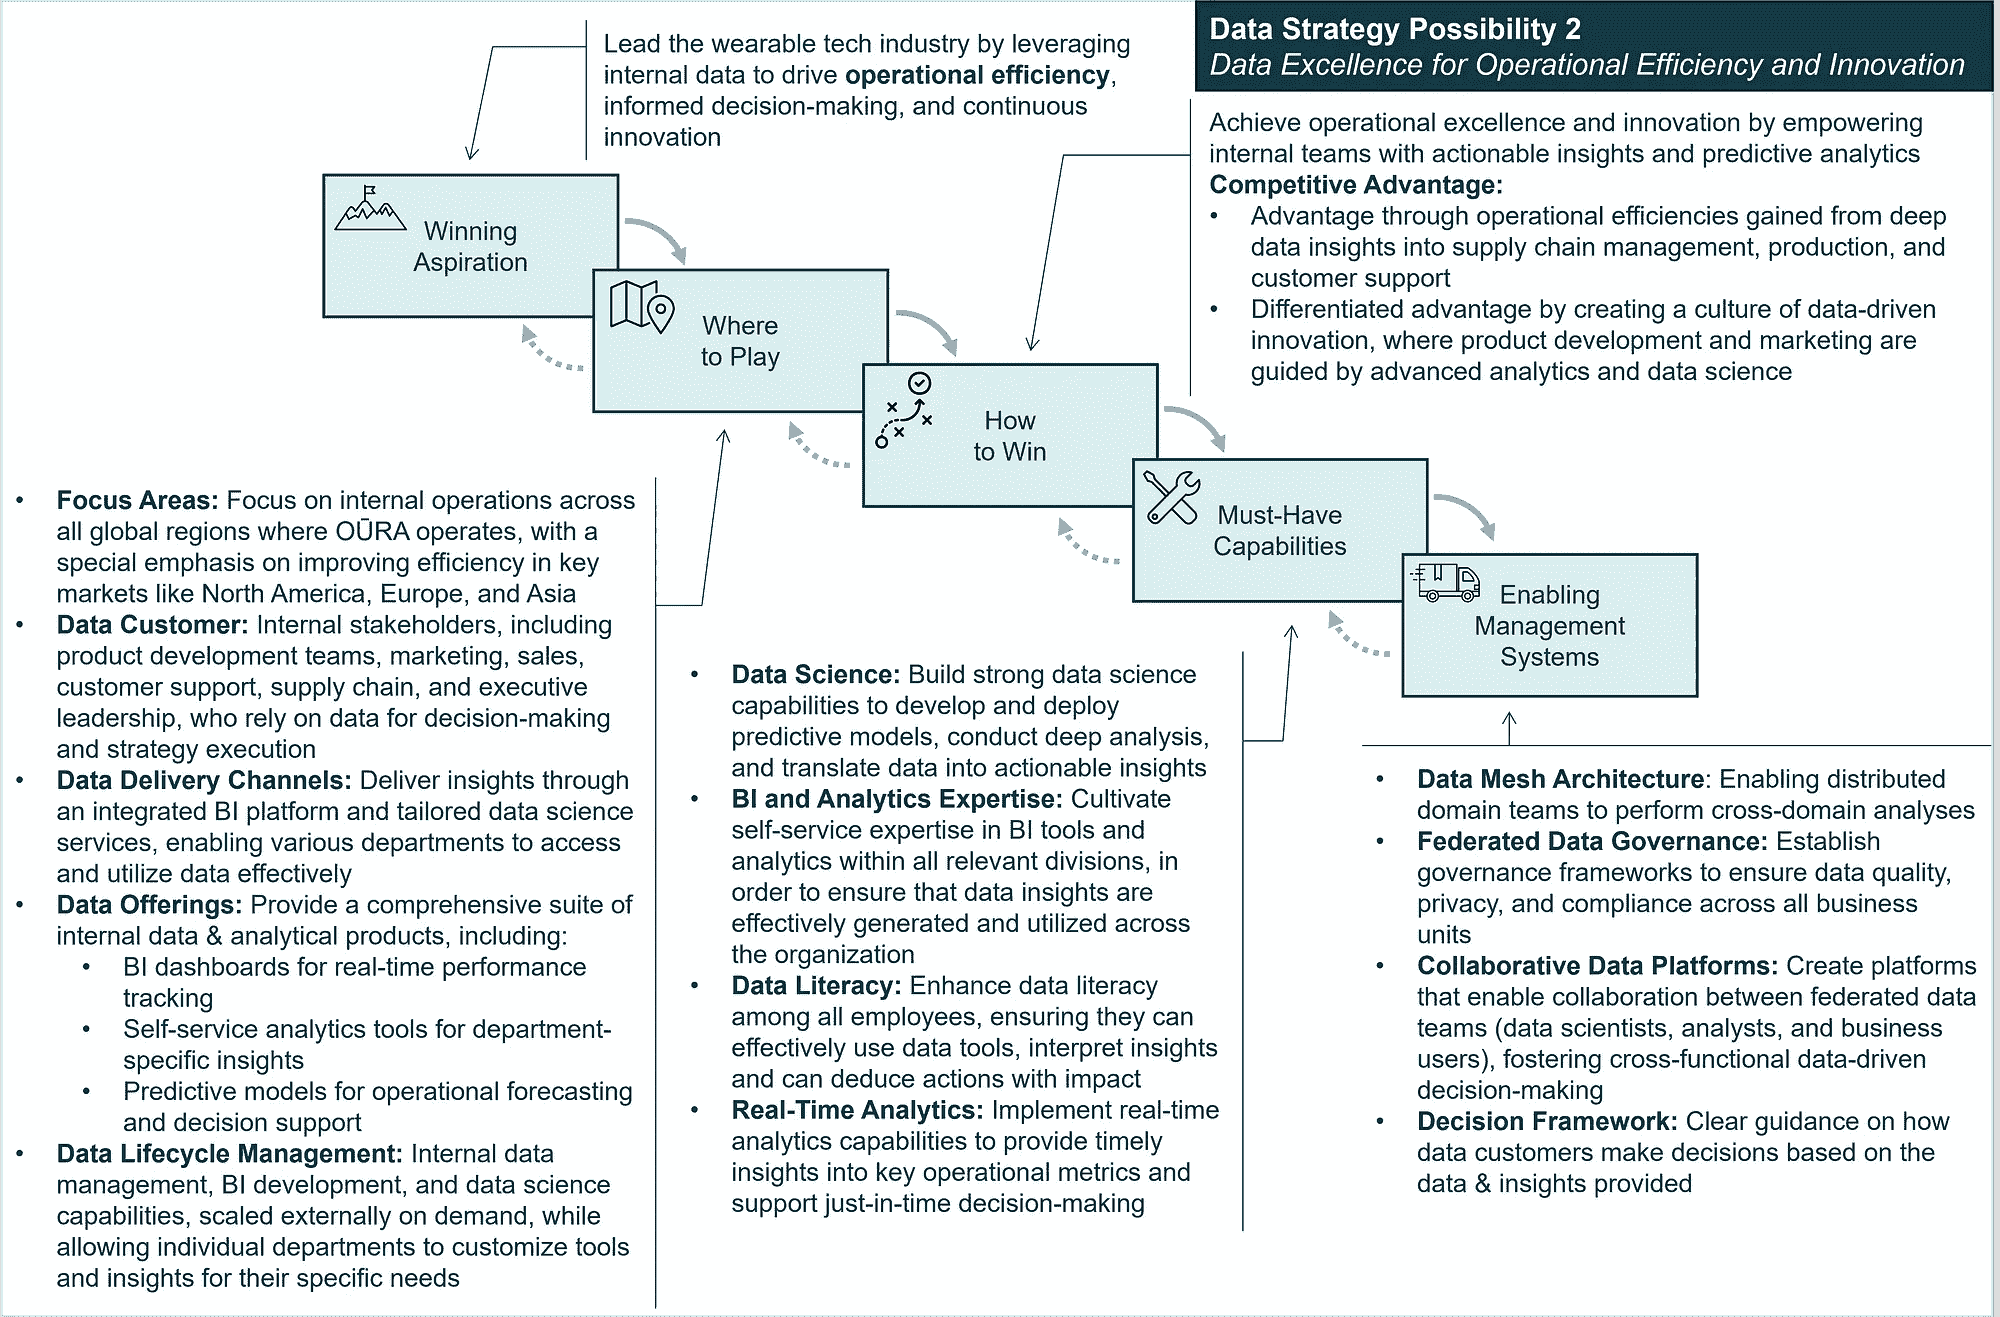 Data Strategy Possibility 2
Data Excellence for Operational Efficiency and Innovation
Lead the wearable tech industry by leveraging
internal data to drive operational efficiency,
informed decision-making, and continuous
innovation
Achieve operational excellence and innovation by empowering
internal teams with actionable insights and predictive analytics
Competitive Advantage:
• Advantage through operational efficiencies gained from deep
data insights into supply chain management, production, and
customer support
• Differentiated advantage by creating a culture of data-driven
innovation, where product development and marketing are
guided by advanced analytics and data science
Winning
Aspiration
Where
to Play
How
to Win
Must-Have
Capabilities
Enabling
Management
Systems
• Focus Areas: Focus on internal operations across
all global regions where OŪRA operates, with a
special emphasis on improving efficiency in key
markets like North America, Europe, and Asia
• Data Customer: Internal stakeholders, including
product development teams, marketing, sales,
customer support, supply chain, and executive
leadership, who rely on data for decision-making
and strategy execution
• Data Delivery Channels: Deliver insights through
an integrated BI platform and tailored data science
services, enabling various departments to access
and utilize data effectively
• Data Offerings: Provide a comprehensive suite of
internal data & analytical products, including:
• BI dashboards for real-time performance
tracking
• Self-service analytics tools for department-
specific insights
• Predictive models for operational forecasting
and decision support
• Data Lifecycle Management: Internal data
management, BI development, and data science
capabilities, scaled externally on demand, while
allowing individual departments to customize tools
and insights for their specific needs
• Data Science: Build strong data science
capabilities to develop and deploy
predictive models, conduct deep analysis,
and translate data into actionable insights
• BI and Analytics Expertise: Cultivate
self-service expertise in BI tools and
analytics within all relevant divisions, in
order to ensure that data insights are
effectively generated and utilized across
the organization
• Data Literacy: Enhance data literacy
among all employees, ensuring they can
effectively use data tools, interpret insights
and can deduce actions with impact
• Real-Time Analytics: Implement real-time
analytics capabilities to provide timely
insights into key operational metrics and
support just-in-time decision-making
• Data Mesh Architecture: Enabling distributed
domain teams to perform cross-domain analyses
• Federated Data Governance: Establish
governance frameworks to ensure data quality,
privacy, and compliance across all business
units
• Collaborative Data Platforms: Create platforms
that enable collaboration between federated data
teams (data scientists, analysts, and business
users), fostering cross-functional data-driven
decision-making
• Decision Framework: Clear guidance on how
data customers make decisions based on the
data & insights provided